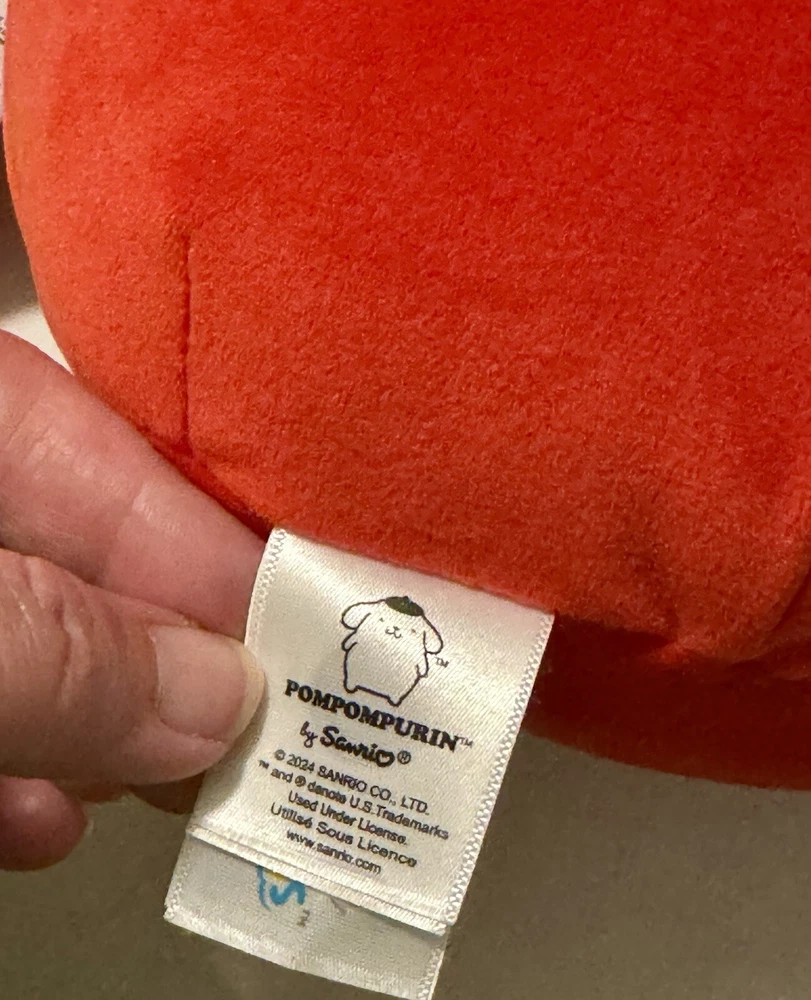 ™
POMPOMPURIN™
by Sanrio®
© 2024 SANRIO CO., LTD.
™ and ® denote U.S. Trademarks
Used Under License.
Utilisé Sous Licence
www.sanrio.com